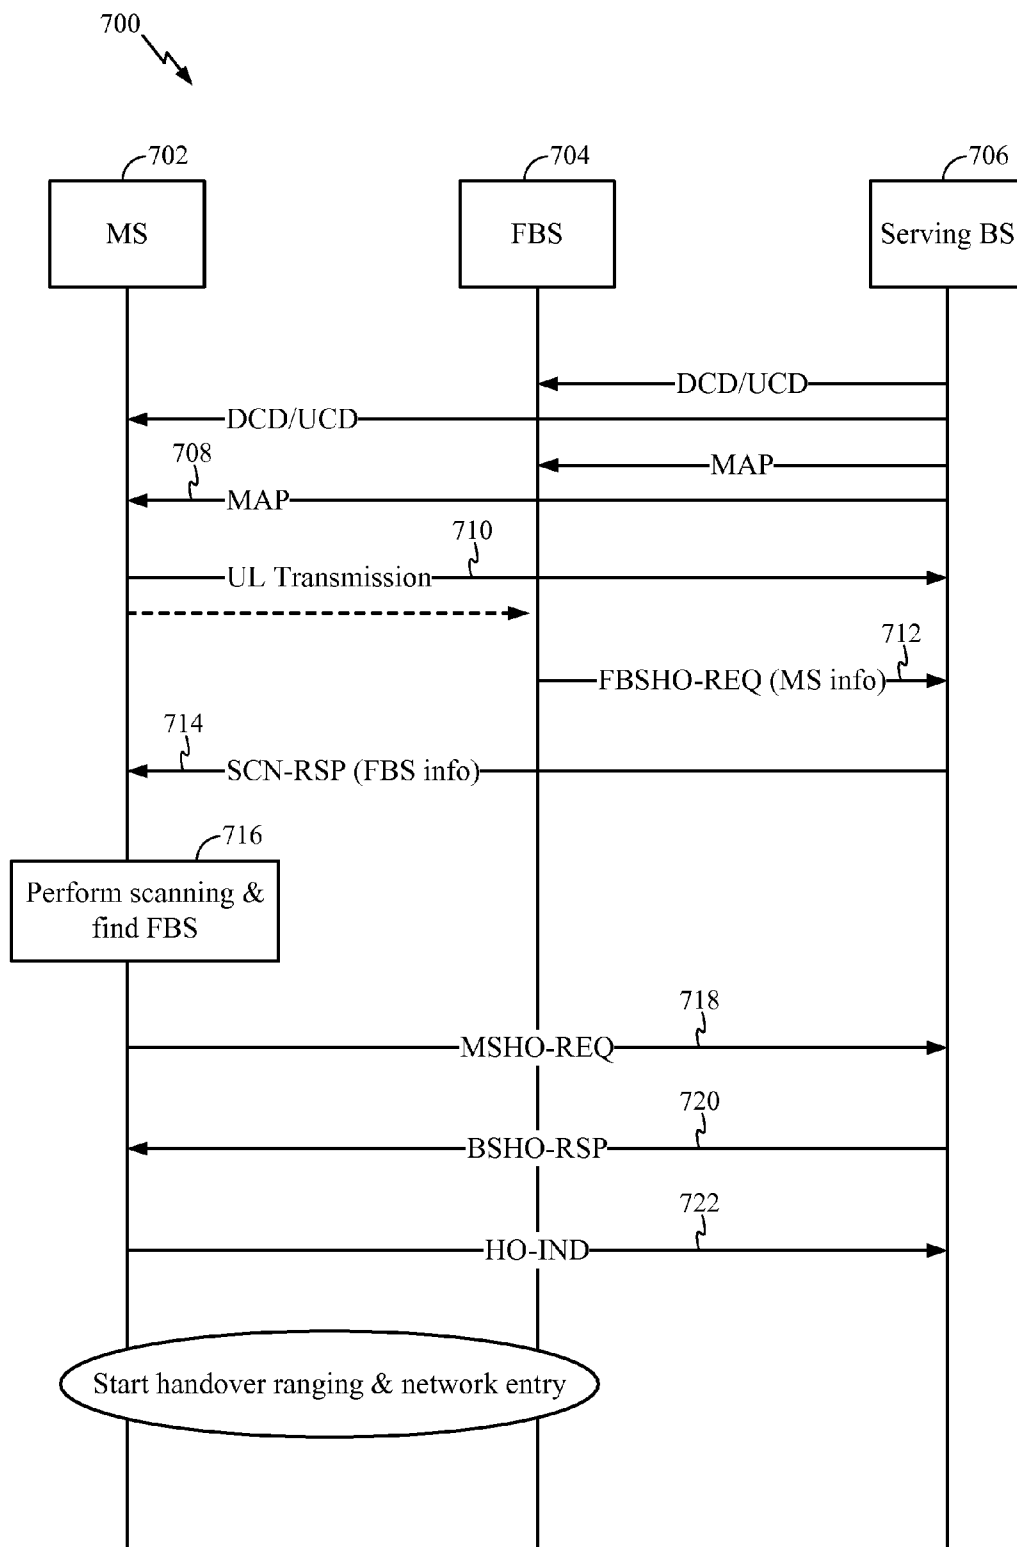 700
702
704
706
MS
FBS
Serving BS
DCD/UCD
DCD/UCD
MAP
708
MAP
710
UL Transmission
712
FBSHO-REQ (MS info)
714
SCN-RSP (FBS info)
716
Perform scanning &
find FBS
718
MSHO-REQ
720
BSHO-RSP
722
HO-IND
Start handover ranging & network entry